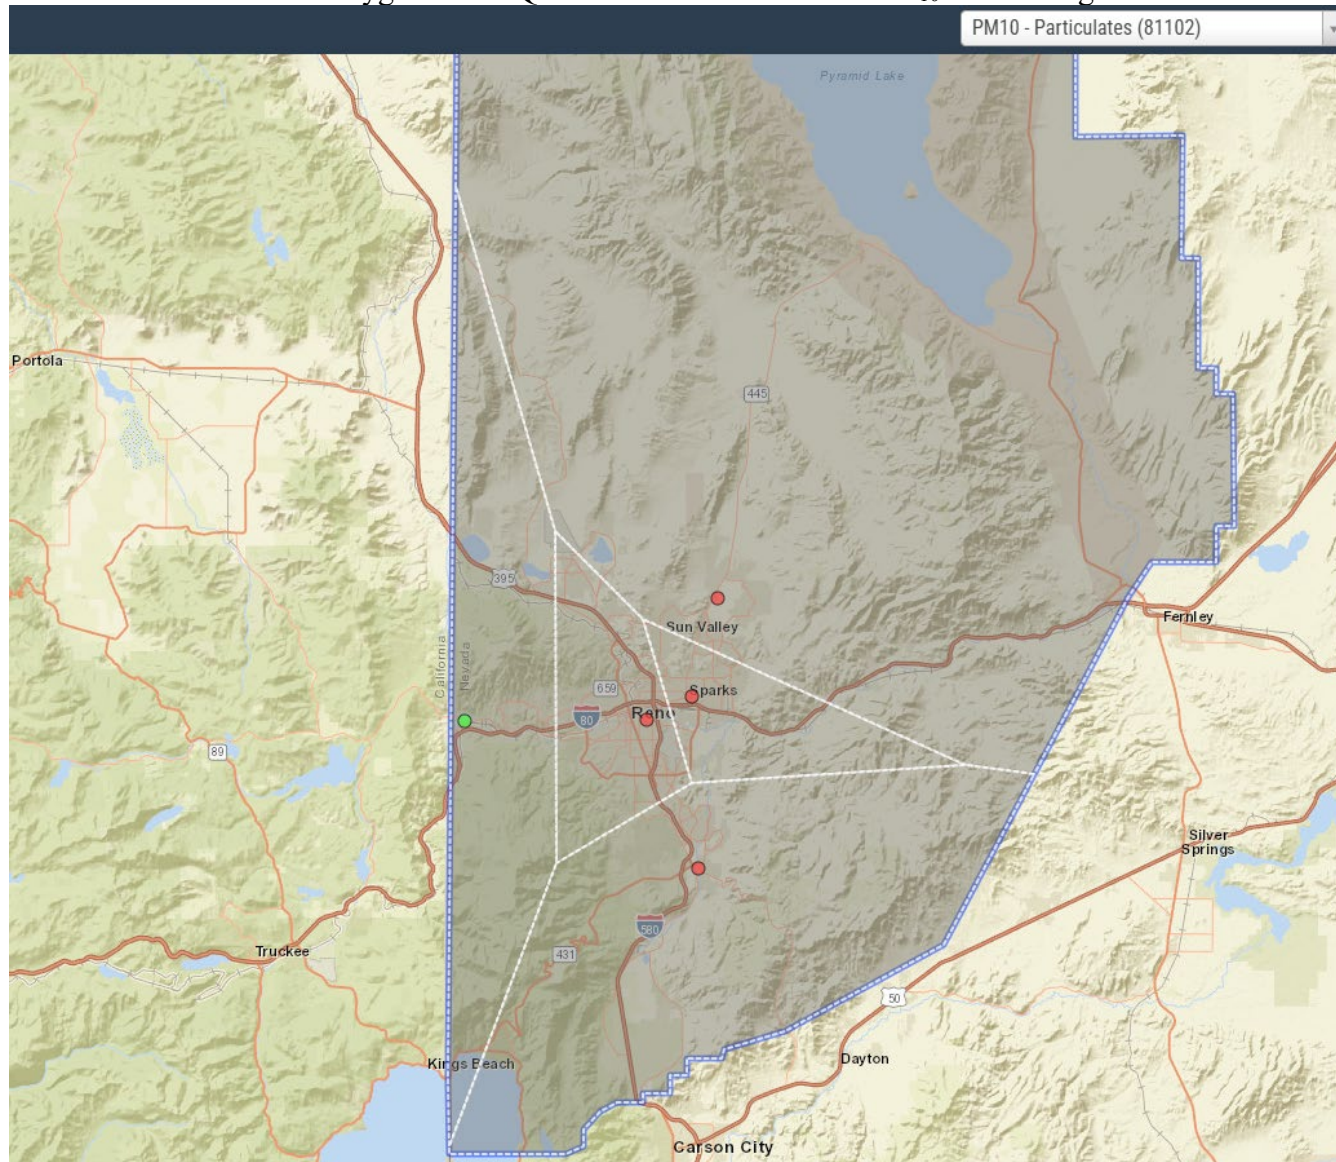 PM10 - Particulates (81102)
Pyramid Lake
Portola
445
395
Sun Valley
Fernley
California
Nevada
659
Sparks
Reno
80
89
Silver
Springs
580
Truckee
431
50
Kings Beach
Dayton
Carson City